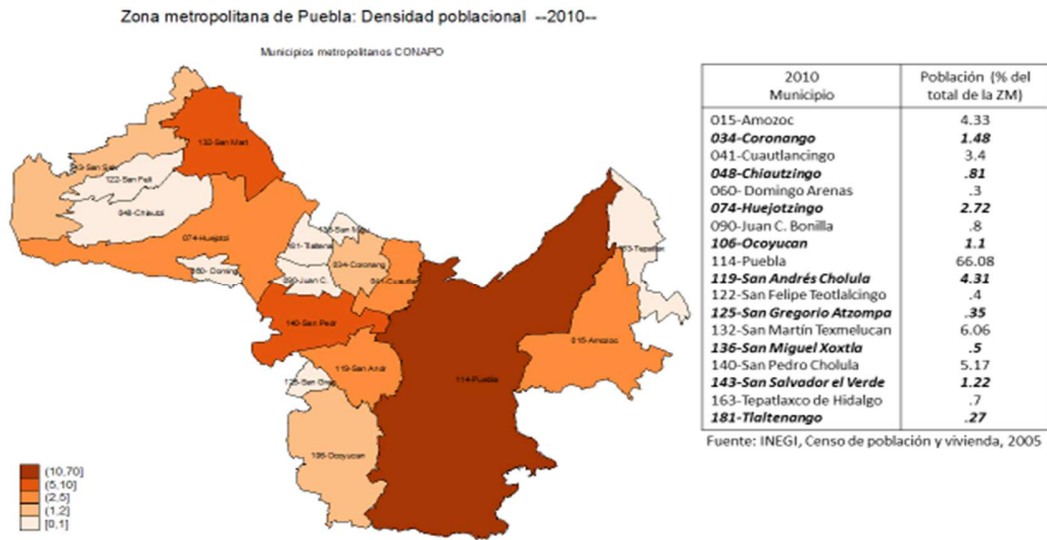 Zona metropolitana de Puebla: Densidad poblacional --2010--
Municipios metropolitanos CONAPO
132-San Mart
143-San Salv
122-San Feli
048-Chiautzi
074-Huejotzi
060- Doming
136-San Migu
181-Tlaltena
034-Coronang
090-Juan C.
041-Cuautlan
163-Tepatlax
140-San Pedr
015-Amozoc
119-San Andr
114-Puebla
125-San Greg
106-Ocoyucan
(10,70]
(5,10]
(2,5]
(1,2]
[0,1]
2010 Población (% del
Municipio total de la ZM)
015-Amozoc 4.33
034-Coronango 1.48
041-Cuautlancingo 3.4
048-Chiautzingo .81
060- Domingo Arenas .3
074-Huejotzingo 2.72
090-Juan C. Bonilla .8
106-Ocoyucan 1.1
114-Puebla 66.08
119-San Andrés Cholula 4.31
122-San Felipe Teotlalcingo .4
125-San Gregorio Atzompa .35
132-San Martín Texmelucan 6.06
136-San Miguel Xoxtla .5
140-San Pedro Cholula 5.17
143-San Salvador el Verde 1.22
163-Tepatlaxco de Hidalgo .7
181-Tlaltenango .27
Fuente: INEGI, Censo de población y vivienda, 2005